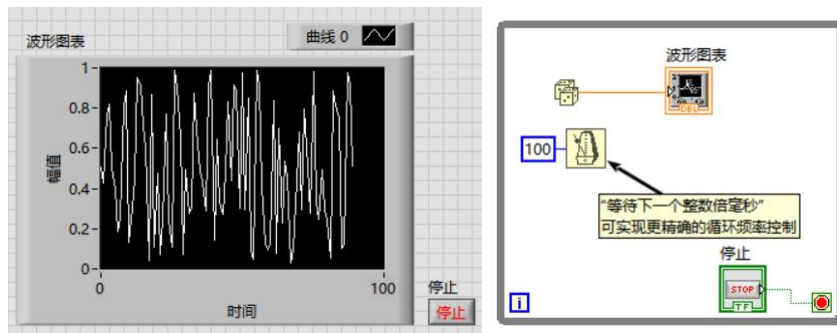 波形图表
曲线 0
1
0.8
0.6
0.4
0.2
0
幅值
0
100
时间
停止
停止
波形图表
DBL
100
"等待下一个整数倍毫秒"
可实现更精确的循环频率控制
停止
STOP
TF
i